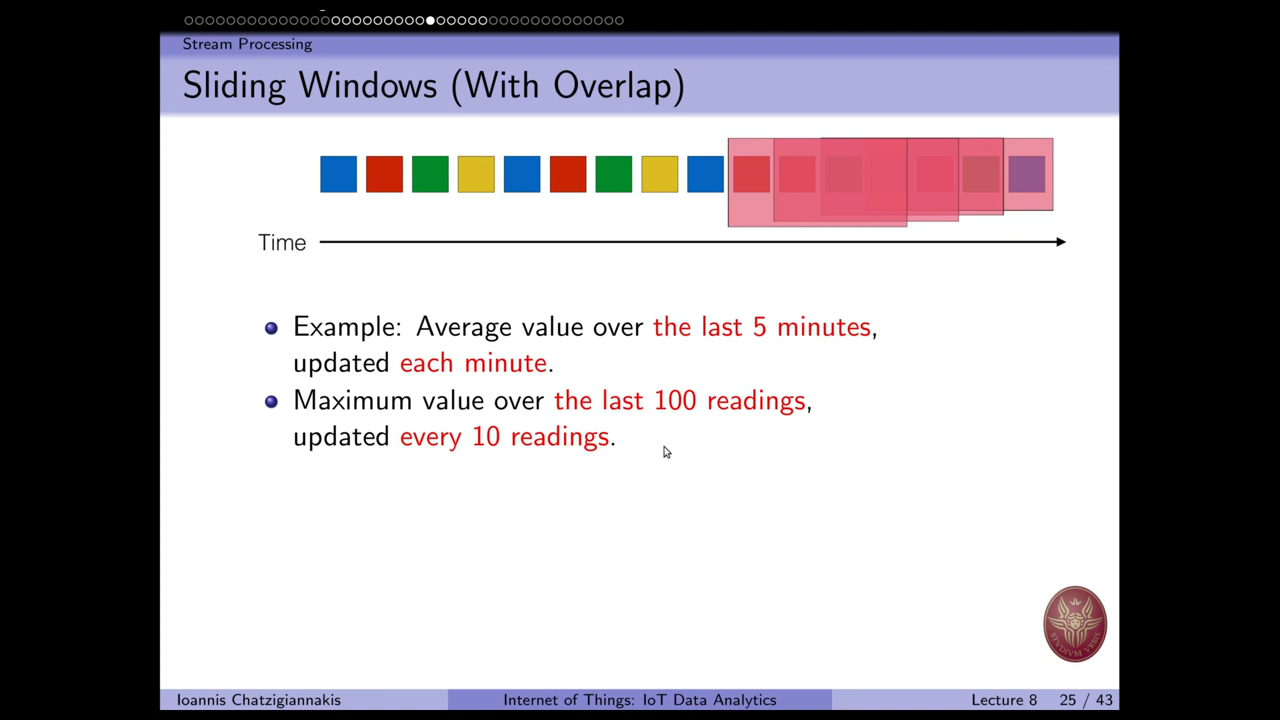 Stream Processing
Sliding Windows (With Overlap)
Time
Example: Average value over the last 5 minutes,
updated each minute.
Maximum value over the last 100 readings,
updated every 10 readings.
STVDIVM VRBIS
Ioannis Chatzigiannakis Internet of Things: IoT Data Analytics Lecture 8 25 / 43